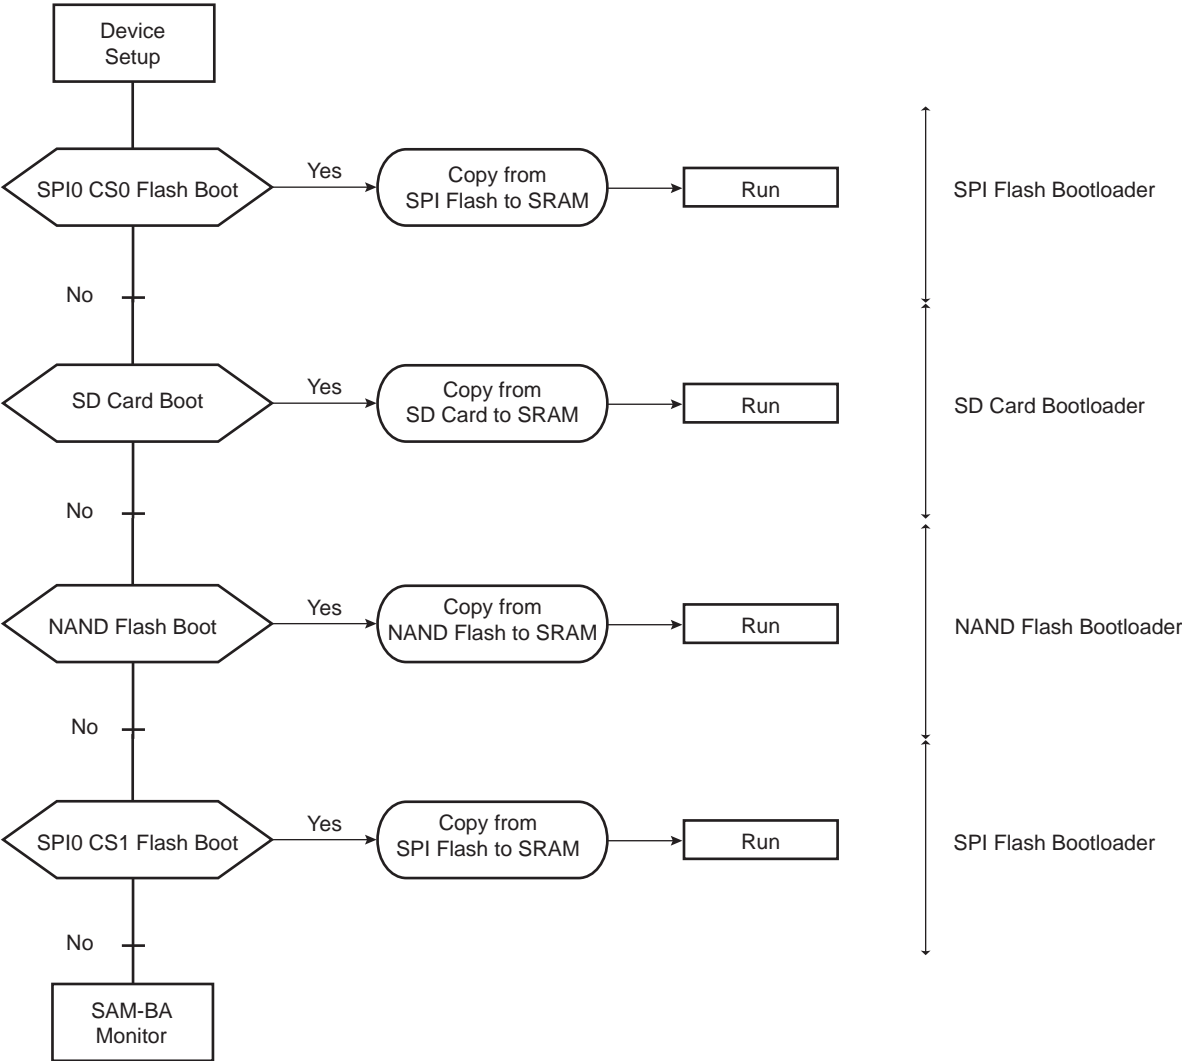 Device
Setup
SPI0 CS0 Flash Boot
Yes
Copy from
SPI Flash to SRAM
Run
SPI Flash Bootloader
No
SD Card Boot
Yes
Copy from
SD Card to SRAM
Run
SD Card Bootloader
No
NAND Flash Boot
Yes
Copy from
NAND Flash to SRAM
Run
NAND Flash Bootloader
No
SPI0 CS1 Flash Boot
Yes
Copy from
SPI Flash to SRAM
Run
SPI Flash Bootloader
No
SAM-BA
Monitor